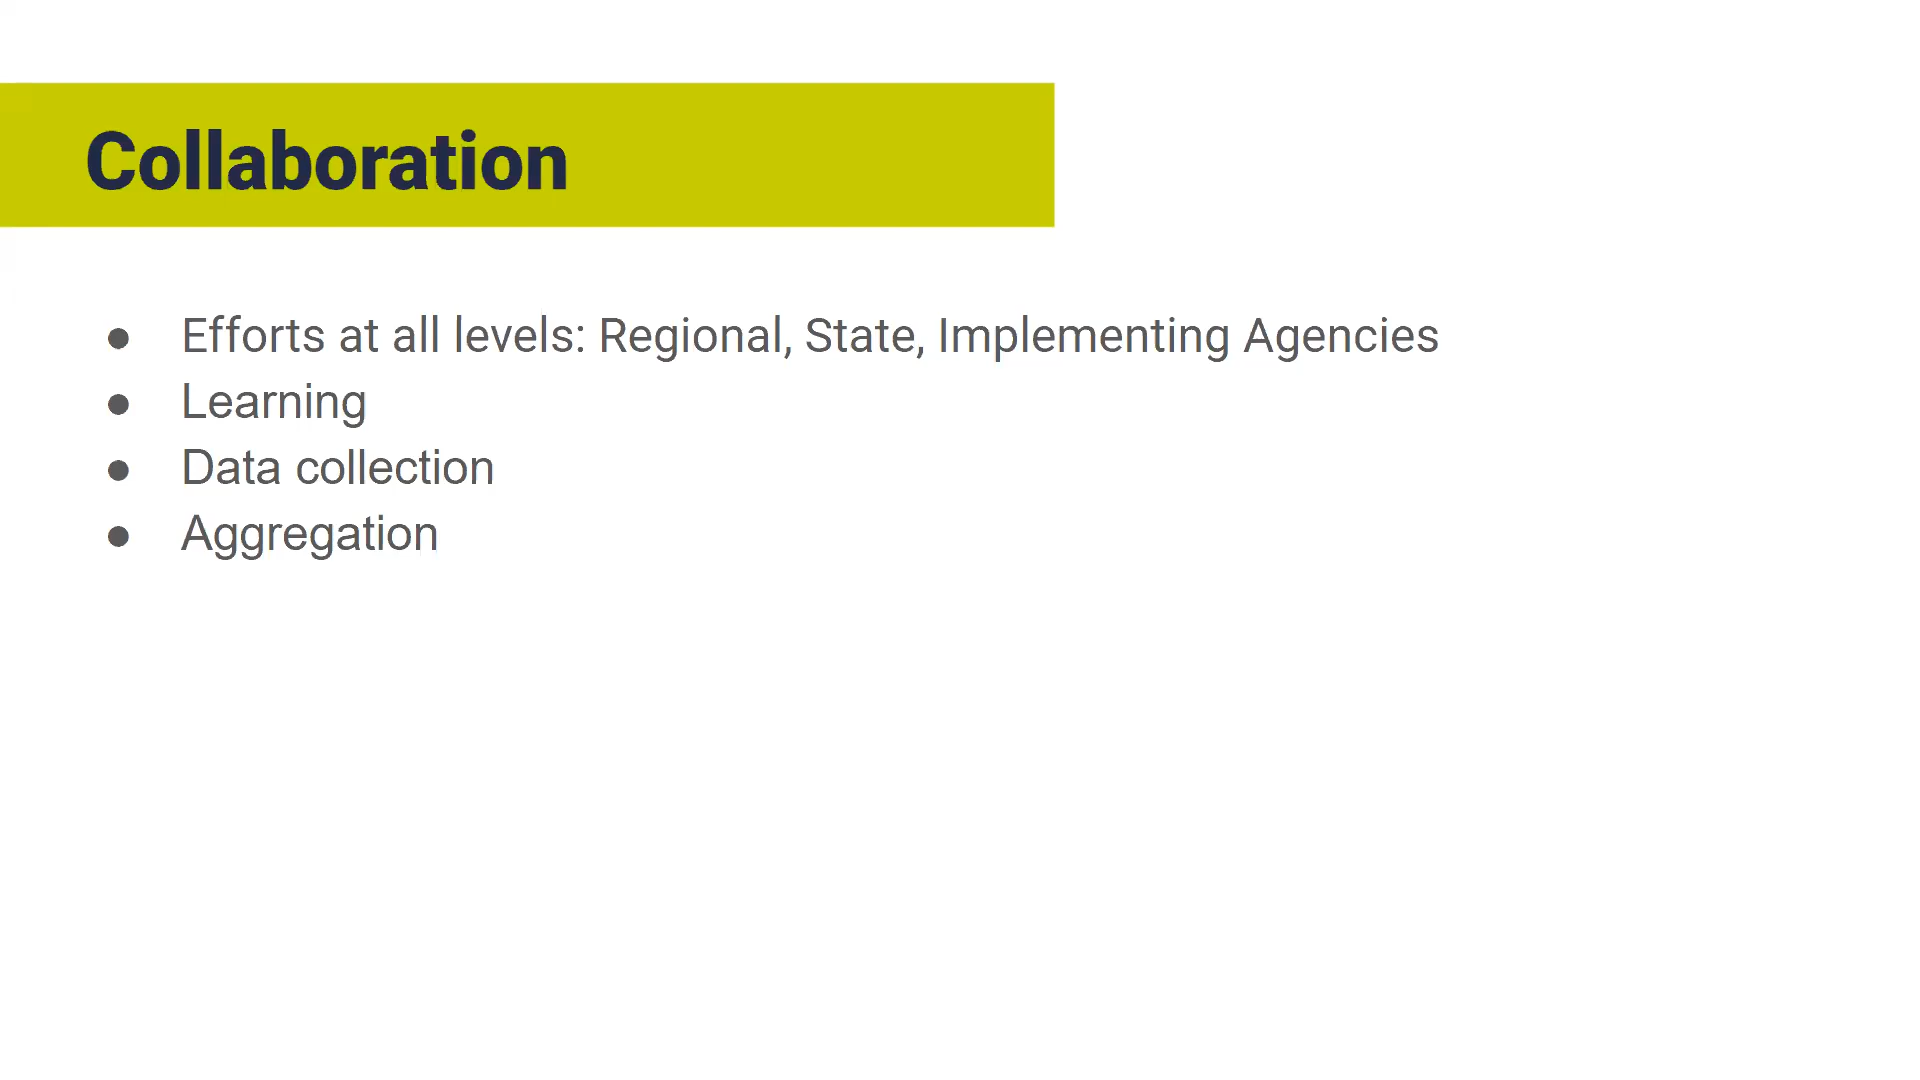 Collaboration
● Efforts at all levels: Regional, State, Implementing Agencies
● Learning
● Data collection
● Aggregation